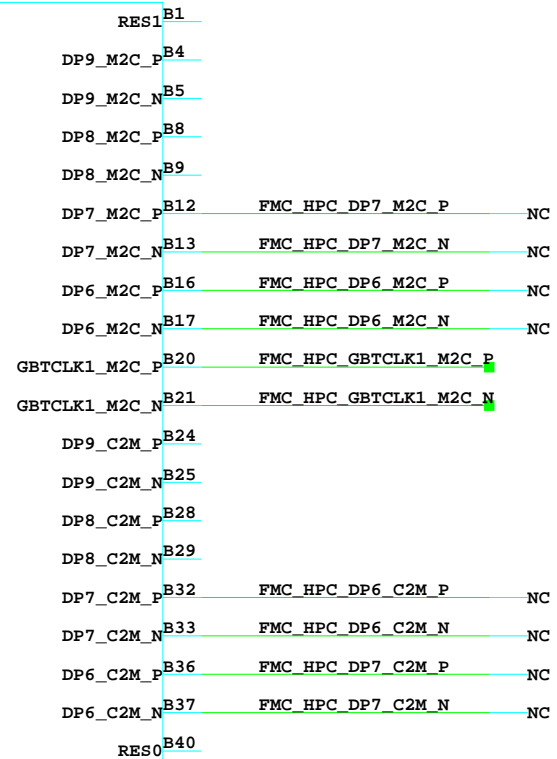 RES1 B1
DP9_M2C_P B4
DP9_M2C_N B5
DP8_M2C_P B8
DP8_M2C_N B9
DP7_M2C_P B12 FMC_HPC_DP7_M2C_P NC
DP7_M2C_N B13 FMC_HPC_DP7_M2C_N NC
DP6_M2C_P B16 FMC_HPC_DP6_M2C_P NC
DP6_M2C_N B17 FMC_HPC_DP6_M2C_N NC
GBTCLK1_M2C_P B20 FMC_HPC_GBTCLK1_M2C_P
GBTCLK1_M2C_N B21 FMC_HPC_GBTCLK1_M2C_N
DP9_C2M_P B24
DP9_C2M_N B25
DP8_C2M_P B28
DP8_C2M_N B29
DP7_C2M_P B32 FMC_HPC_DP6_C2M_P NC
DP7_C2M_N B33 FMC_HPC_DP6_C2M_N NC
DP6_C2M_P B36 FMC_HPC_DP7_C2M_P NC
DP6_C2M_N B37 FMC_HPC_DP7_C2M_N NC
RES0 B40